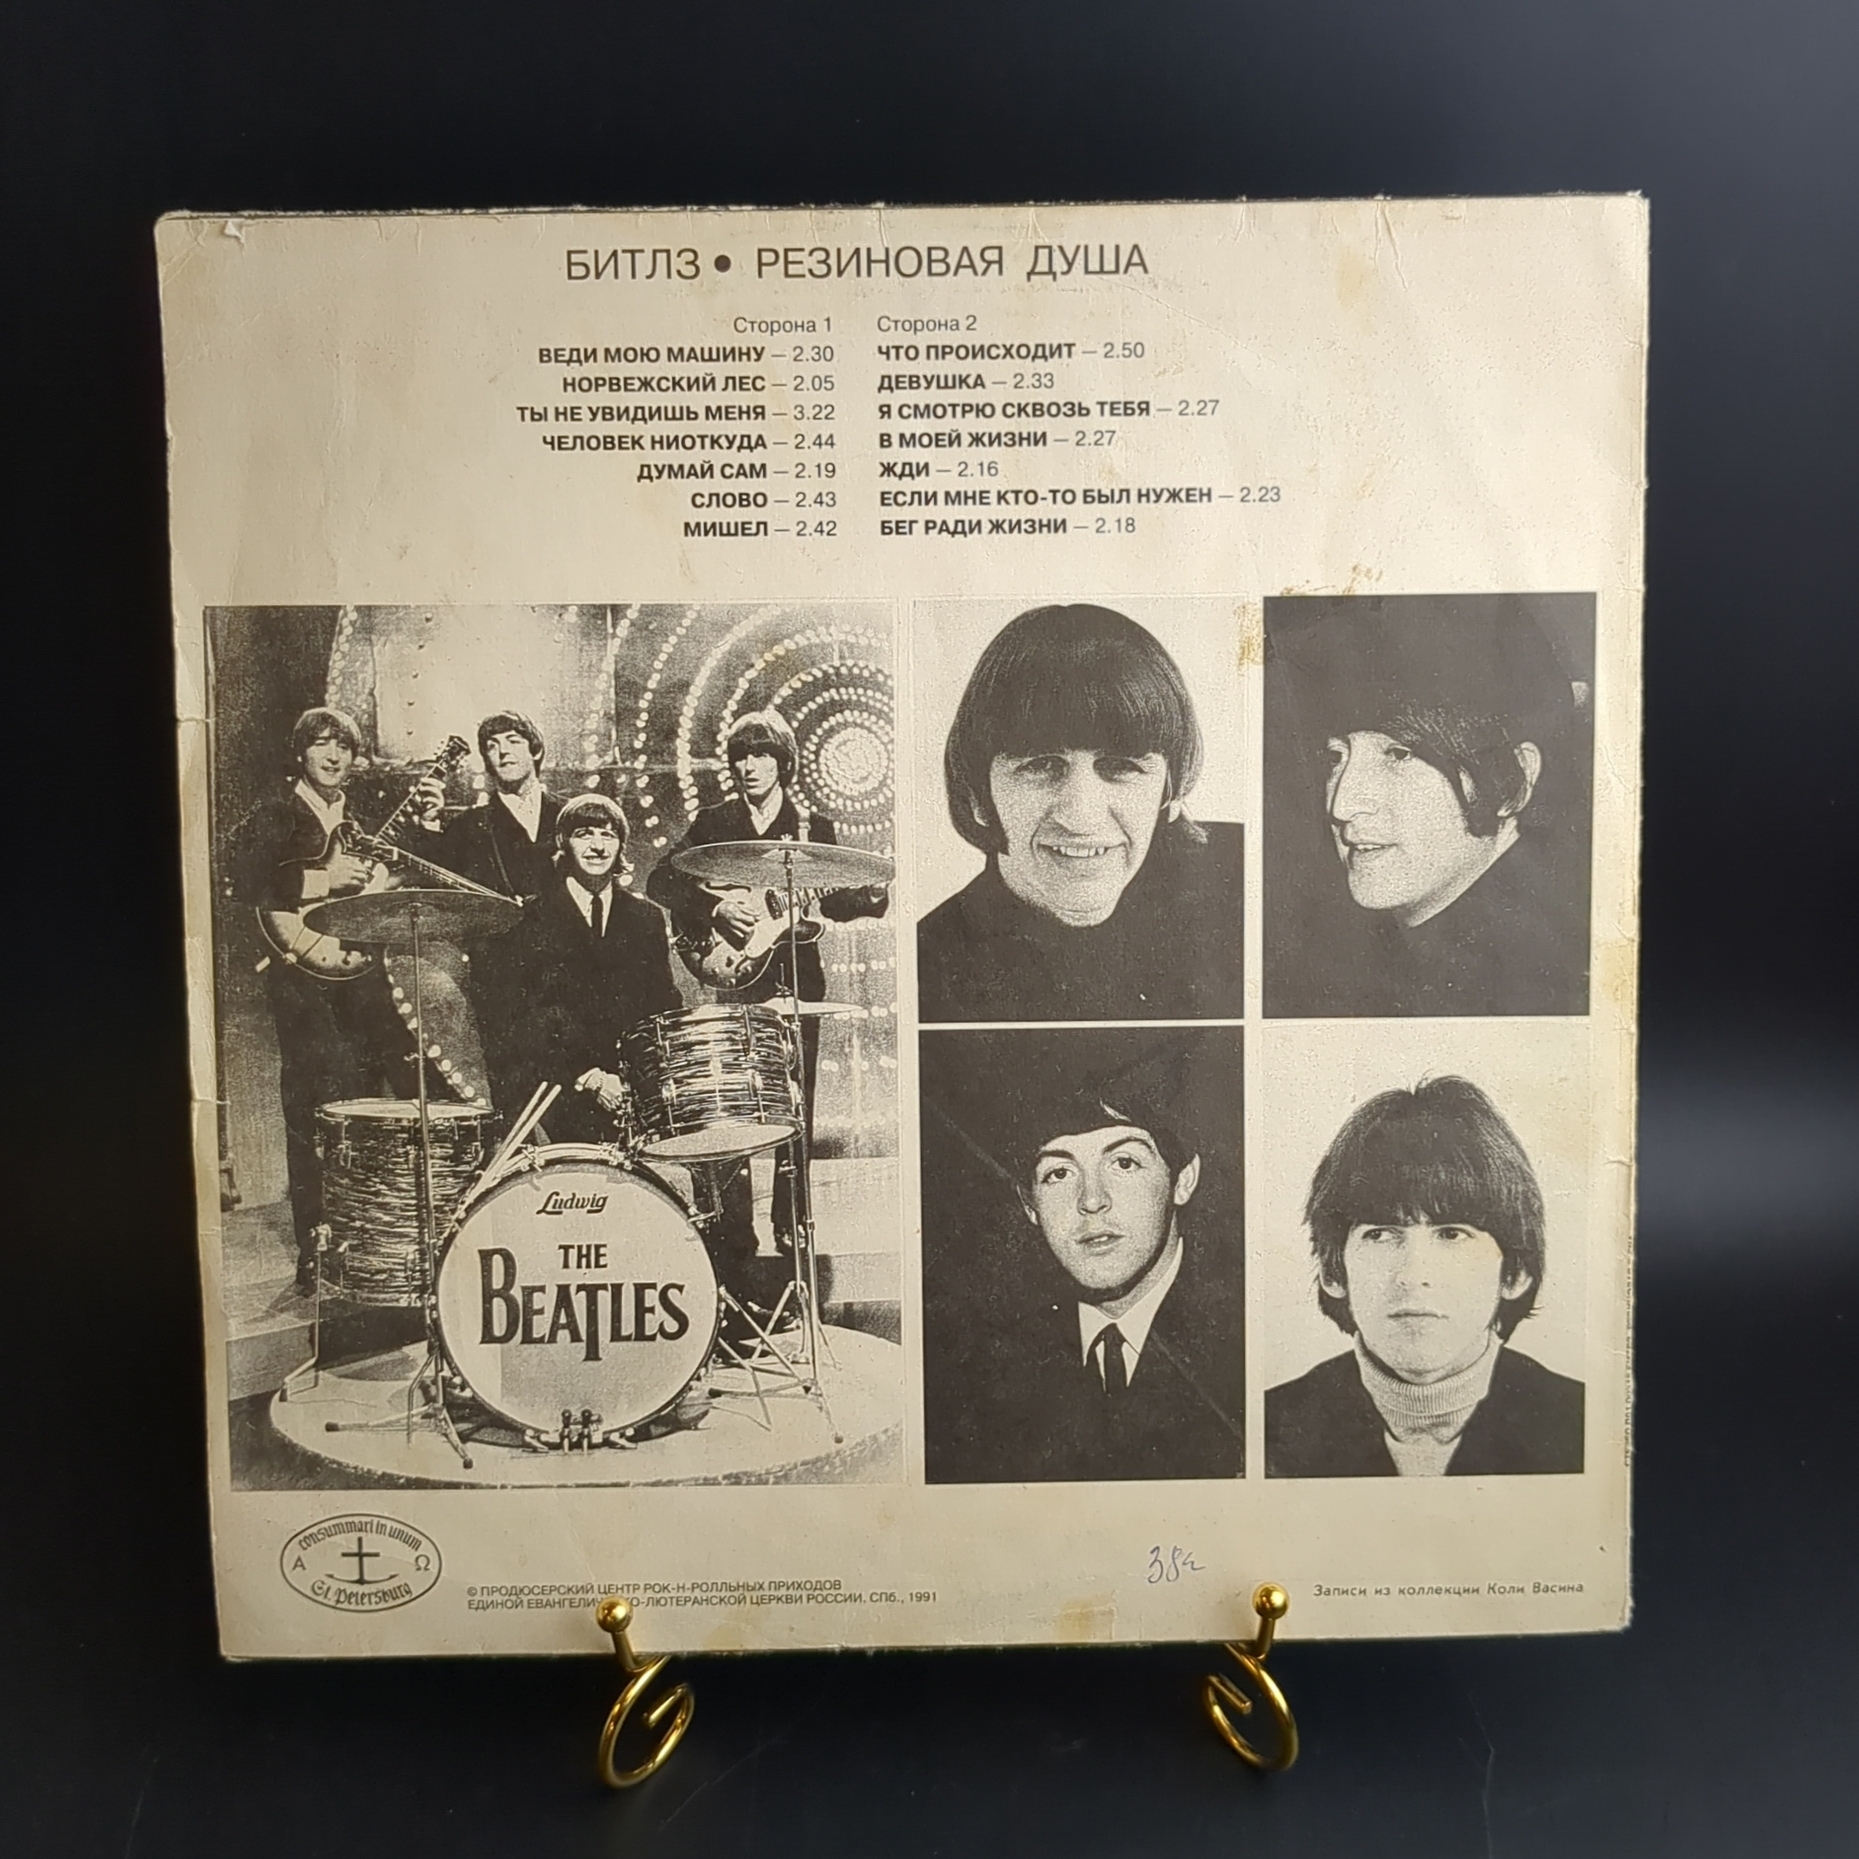 БИТЛЗ • РЕЗИНОВАЯ ДУША
Сторона 1
ВЕДИ МОЮ МАШИНУ — 2.30
НОРВЕЖСКИЙ ЛЕС — 2.05
ТЫ НЕ УВИДИШЬ МЕНЯ — 3.22
ЧЕЛОВЕК НИОТКУДА — 2.44
ДУМАЙ САМ — 2.19
СЛОВО — 2.43
МИШЕЛ — 2.42
Сторона 2
ЧТО ПРОИСХОДИТ — 2.50
ДЕВУШКА — 2.33
Я СМОТРЮ СКВОЗЬ ТЕБЯ — 2.27
В МОЕЙ ЖИЗНИ — 2.27
ЖДИ — 2.16
ЕСЛИ МНЕ КТО-ТО БЫЛ НУЖЕН — 2.23
БЕГ РАДИ ЖИЗНИ — 2.18
Ludwig
THE
BEATLES
consummari in unum
Α Ω
St. Petersburg
© ПРОДЮСЕРСКИЙ ЦЕНТР РОК-Н-РОЛЛЬНЫХ ПРИХОДОВ
ЕДИНОЙ ЕВАНГЕЛИЧЕСКО-ЛЮТЕРАНСКОЙ ЦЕРКВИ РОССИИ. СПб., 1991
Записи из коллекции Коли Васина